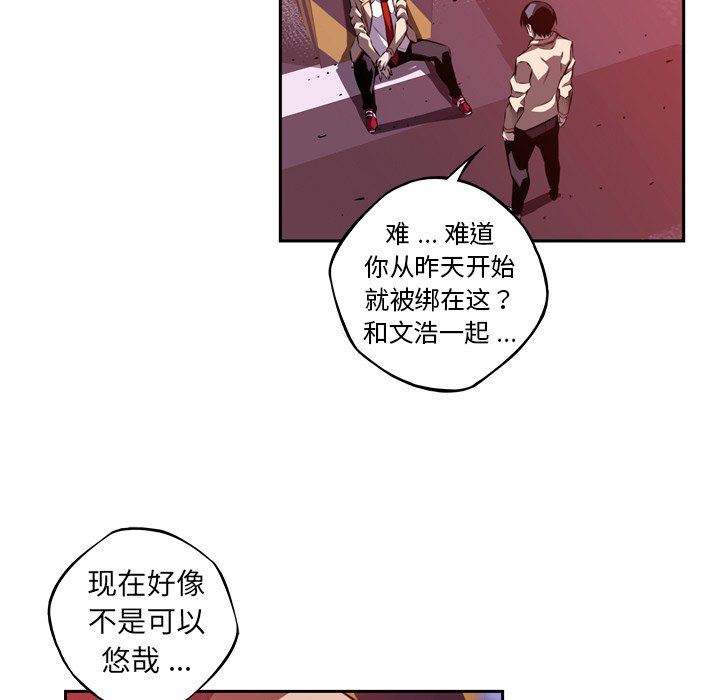 难 ... 难道
你从昨天开始
就被绑在这？
和文浩一起 ...
现在好像
不是可以
悠哉 ...